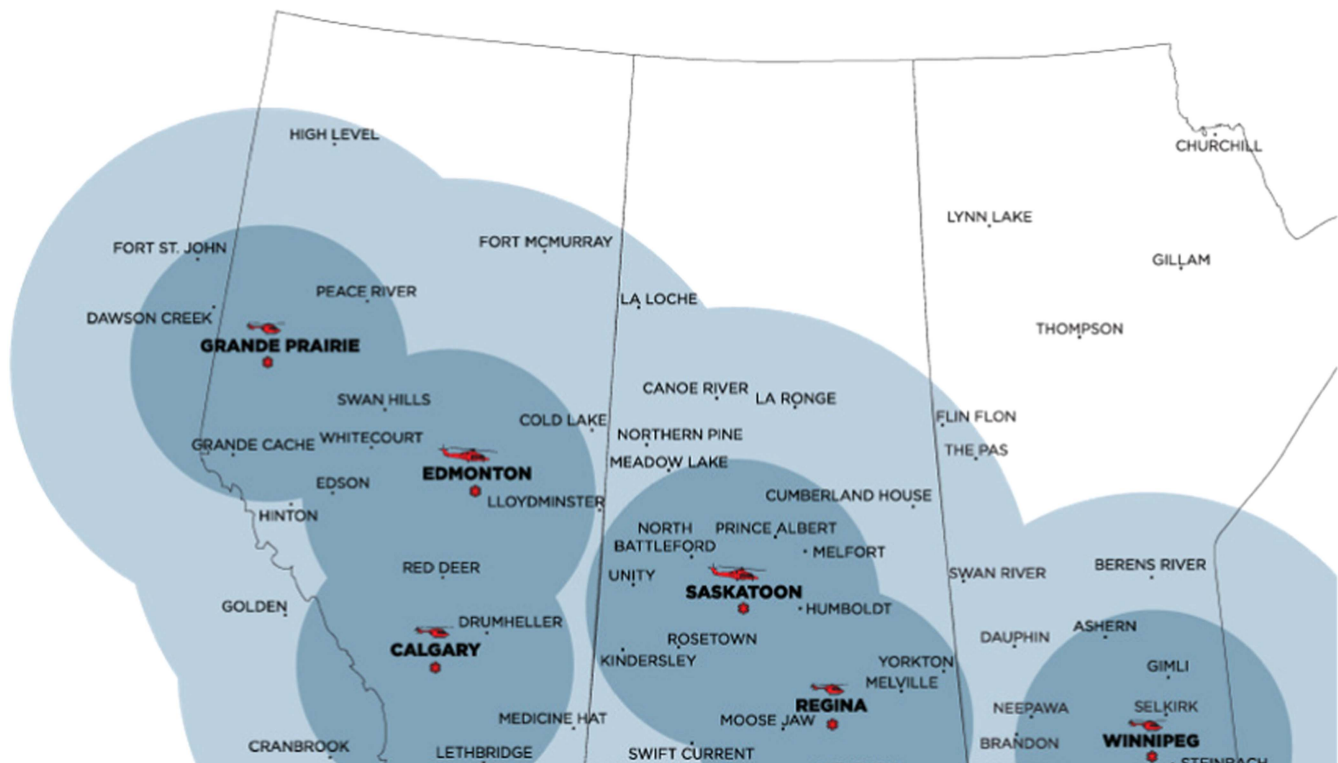 HIGH LEVEL
CHURCHILL
LYNN LAKE
FORT ST. JOHN
FORT MCMURRAY
GILLAM
PEACE RIVER
LA LOCHE
DAWSON CREEK
THOMPSON
GRANDE PRAIRIE
CANOE RIVER
LA RONGE
SWAN HILLS
COLD LAKE
FLIN FLON
GRANDE CACHE
WHITECOURT
NORTHERN PINE
THE PAS
MEADOW LAKE
EDMONTON
EDSON
LLOYDMINSTER
CUMBERLAND HOUSE
HINTON
NORTH
BATTLEFORD
PRINCE ALBERT
MELFORT
RED DEER
UNITY
SWAN RIVER
BERENS RIVER
SASKATOON
GOLDEN
HUMBOLDT
DRUMHELLER
ASHERN
CALGARY
ROSETOWN
DAUPHIN
KINDERSLEY
YORKTON
GIMLI
MELVILLE
REGINA
MEDICINE HAT
MOOSE JAW
NEEPAWA
SELKIRK
CRANBROOK
LETHBRIDGE
SWIFT CURRENT
BRANDON
WINNIPEG
STEINBACH